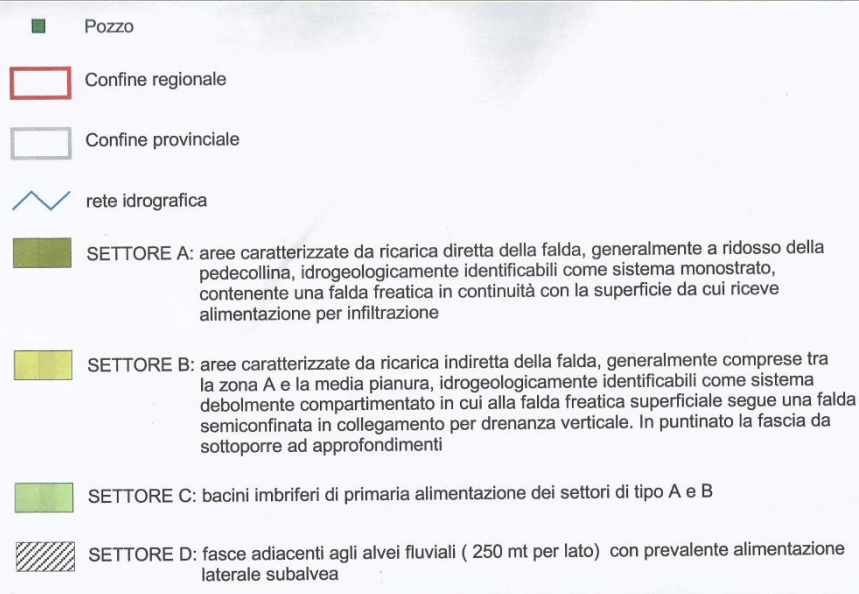 Pozzo
Confine regionale
Confine provinciale
rete idrografica
SETTORE A: aree caratterizzate da ricarica diretta della falda, generalmente a ridosso della
pedecollina, idrogeologicamente identificabili come sistema monostrato,
contenente una falda freatica in continuità con la superficie da cui riceve
alimentazione per infiltrazione
SETTORE B: aree caratterizzate da ricarica indiretta della falda, generalmente comprese tra
la zona A e la media pianura, idrogeologicamente identificabili come sistema
debolmente compartimentato in cui alla falda freatica superficiale segue una falda
semiconfinata in collegamento per drenanza verticale. In puntinato la fascia da
sottoporre ad approfondimenti
SETTORE C: bacini imbriferi di primaria alimentazione dei settori di tipo A e B
SETTORE D: fasce adiacenti agli alvei fluviali ( 250 mt per lato) con prevalente alimentazione
laterale subalvea